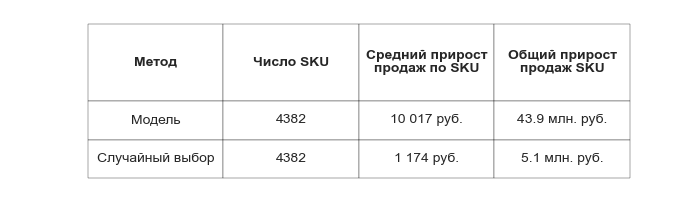 Метод Число SKU Средний прирост продаж по SKU Общий прирост продаж SKU
Модель 4382 10 017 руб. 43.9 млн. руб.
Случайный выбор 4382 1 174 руб. 5.1 млн. руб.